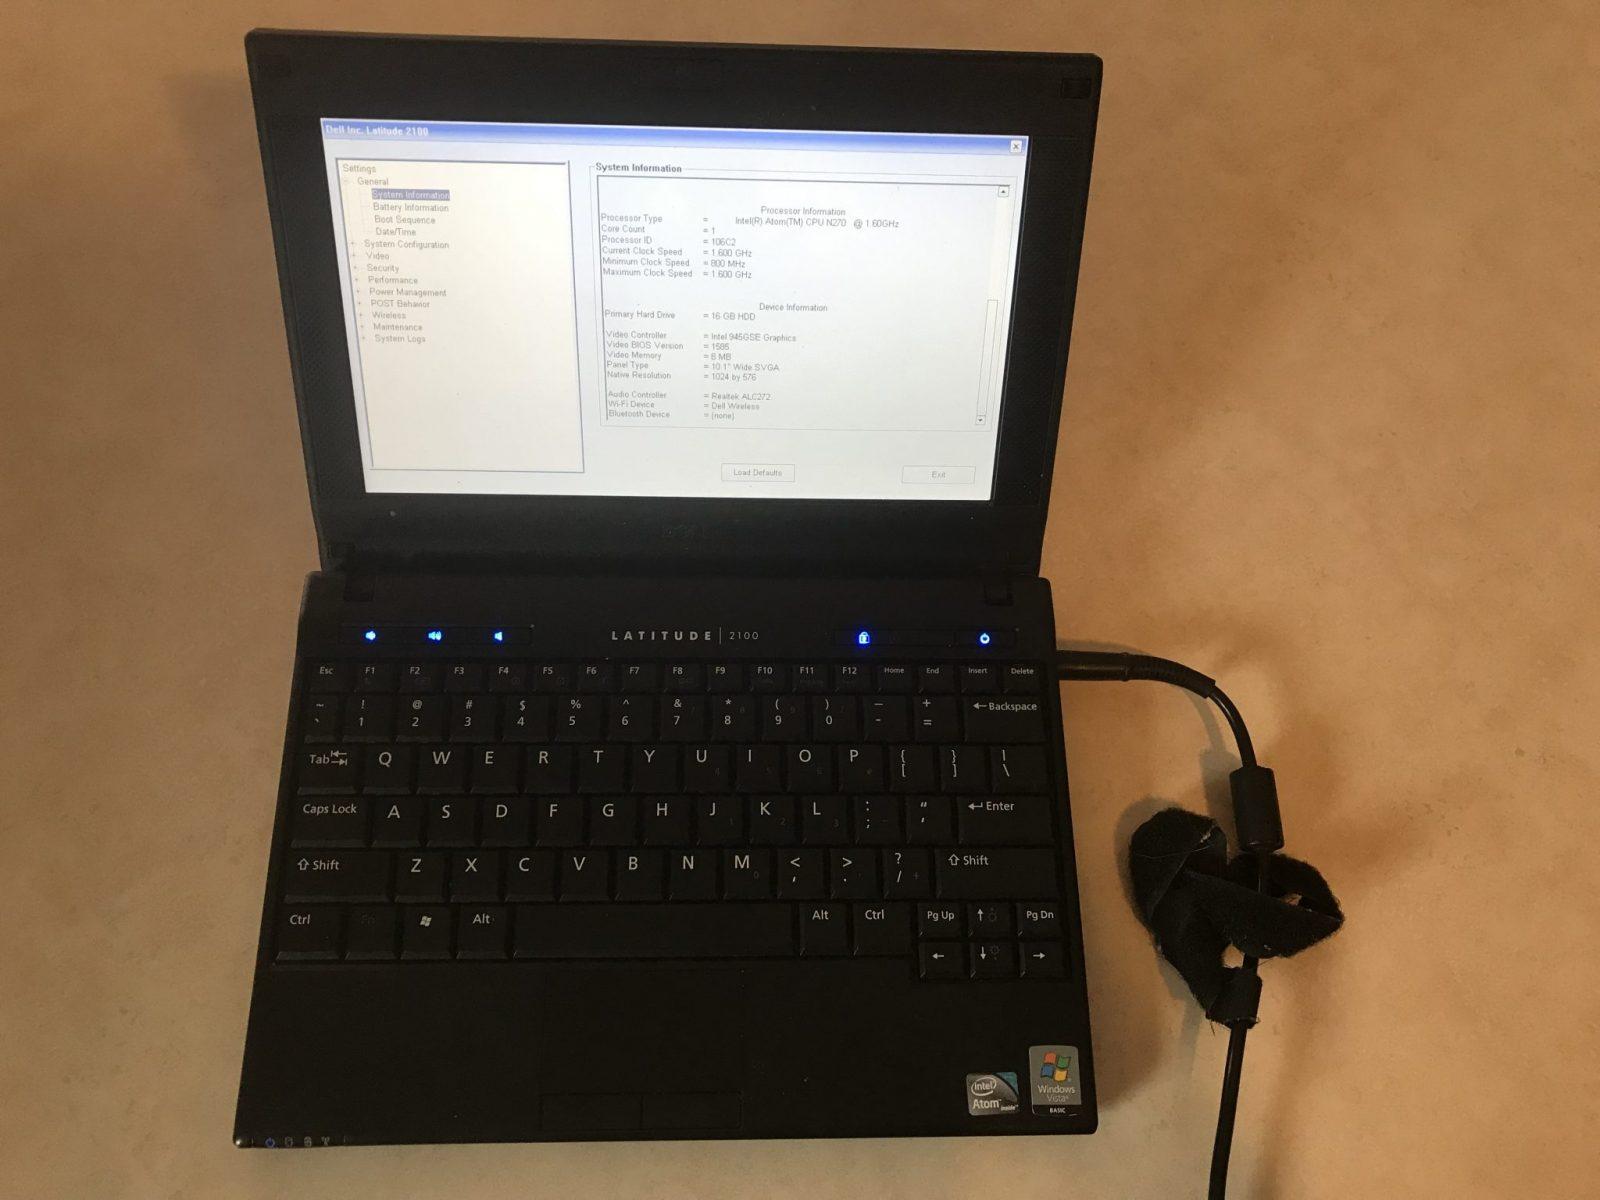 Dell Inc. Latitude 2100
Settings
General
System Information
Battery Information
Boot Sequence
Date/Time
System Configuration
Video
Security
Performance
Power Management
POST Behavior
Wireless
Maintenance
System Logs
System Information
Processor Information
Processor Type = Intel(R) Atom(TM) CPU N270 @ 1.60GHz
Core Count = 1
Processor ID = 106C2
Current Clock Speed = 1.600 GHz
Minimum Clock Speed = 800 MHz
Maximum Clock Speed = 1.600 GHz
Device Information
Primary Hard Drive = 16 GB HDD
Video Controller = Intel 945GSE Graphics
Video BIOS Version = 1585
Video Memory = 8 MB
Panel Type = 10.1" Wide SVGA
Native Resolution = 1024 by 576
Audio Controller = Realtek ALC272
Wi-Fi Device = Dell Wireless
Bluetooth Device = (none)
Load Defaults Exit
LATITUDE | 2100
Esc F1 F2 F3 F4 F5 F6 F7 F8 F9 F10 F11 F12 Home End Insert Delete
~ ! @ # $ % ^ & * ( ) — +
` 1 2 3 4 5 6 7 8 9 0 - = ←Backspace
Tab Q W E R T Y U I O P { } |
[ ] \
Caps Lock A S D F G H J K L : " Enter
; '
Shift Z X C V B N M < > ? Shift
, . /
Ctrl Fn Alt Alt Ctrl Pg Up ↑ Pg Dn
← ↓ →
intel
Atom
inside™
Windows
Vista®
BASIC